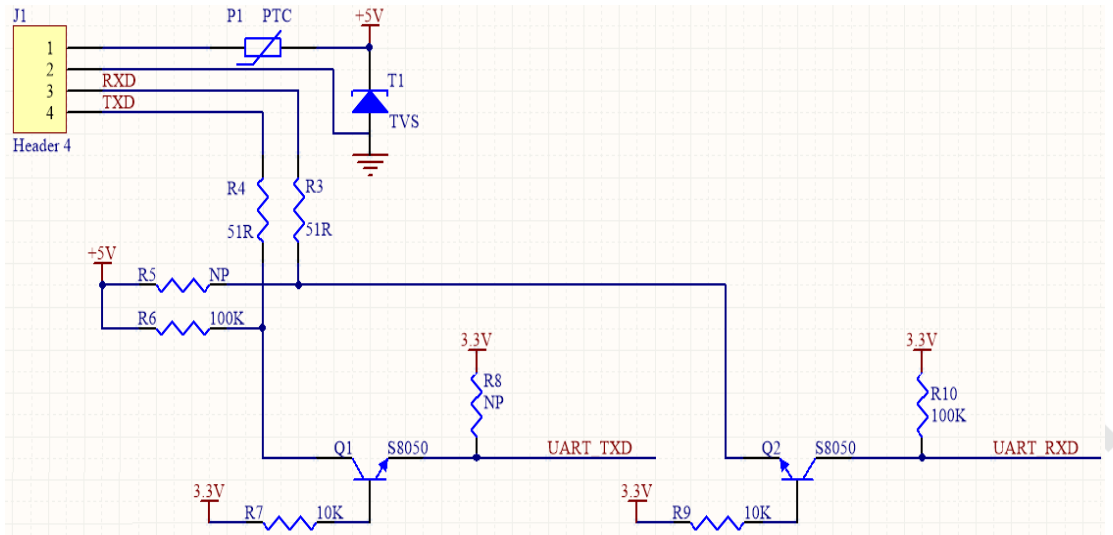 J1
P1 PTC
+5V
1
2
3
4
RXD
TXD
T1
TVS
Header 4
R4
R3
51R
51R
+5V
R5 NP
R6 100K
3.3V
3.3V
R8
NP
R10
100K
Q1 S8050
UART_TXD
Q2 S8050
UART_RXD
3.3V
R7 10K
3.3V
R9 10K